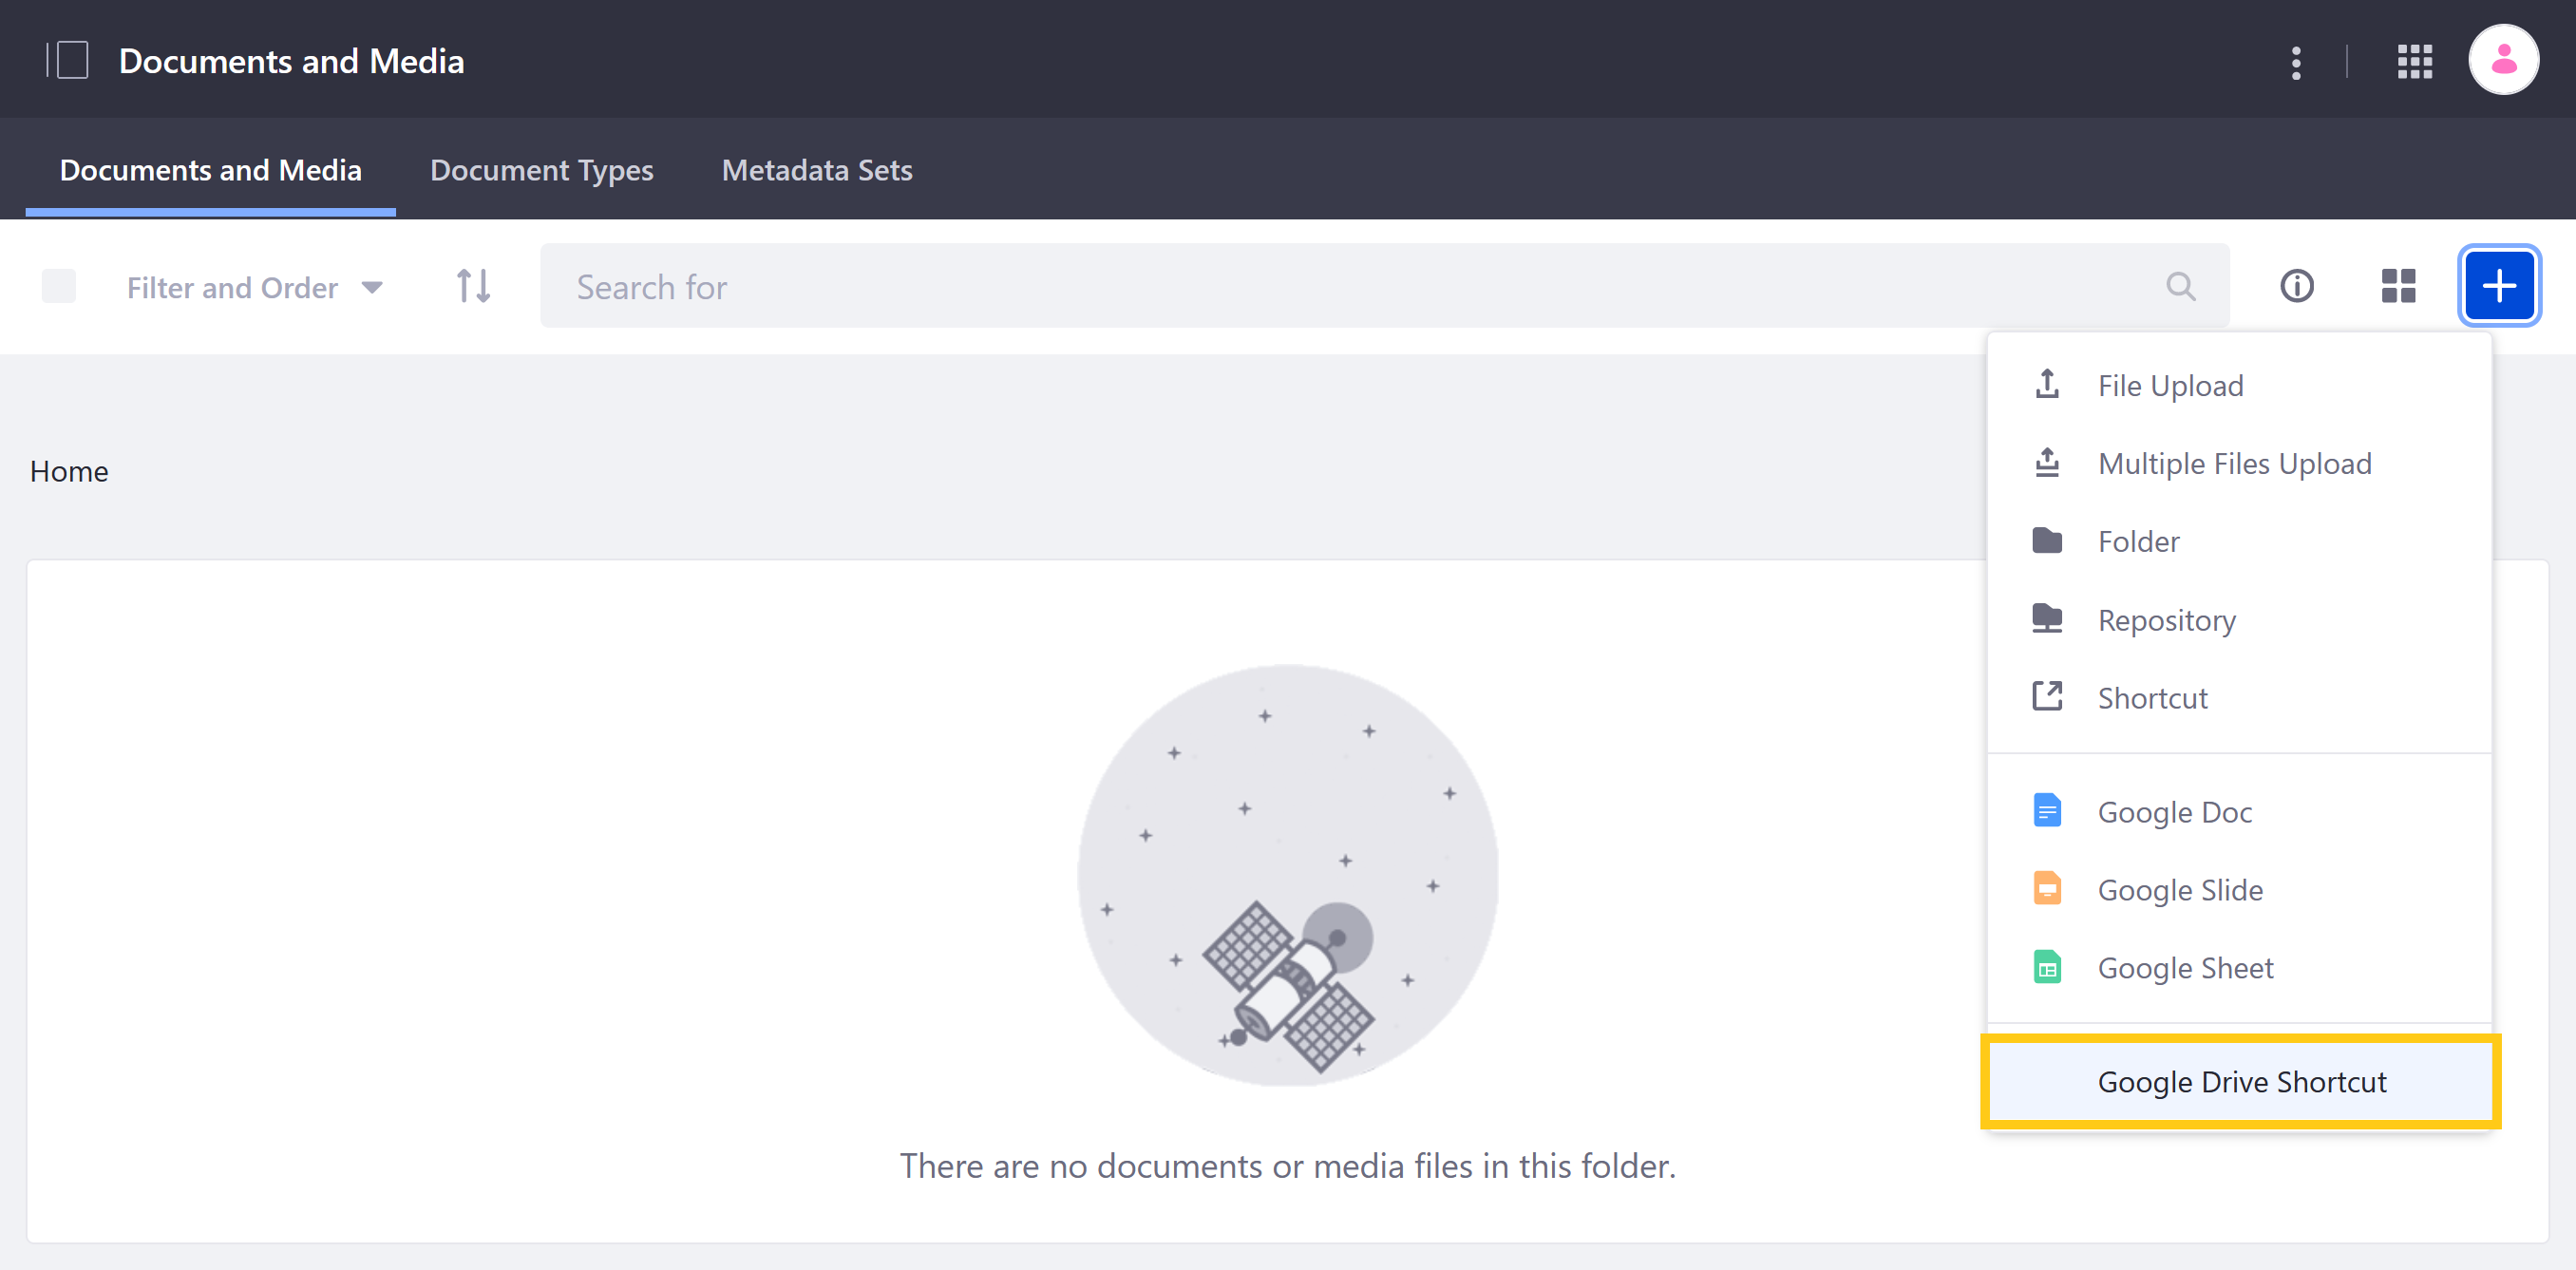 Documents and Media
Documents and Media
Document Types
Metadata Sets
Filter and Order
Search for
File Upload
Multiple Files Upload
Folder
Repository
Shortcut
Google Doc
Google Slide
Google Sheet
Google Drive Shortcut
Home
There are no documents or media files in this folder.